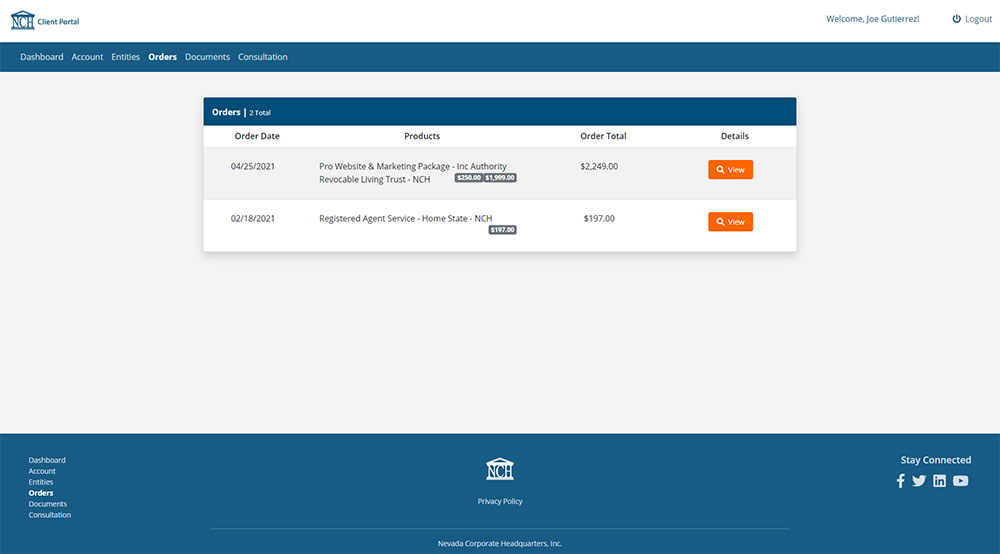 NCH Client Portal
Welcome, Joe Gutierrez!
Logout
Dashboard Account Entities Orders Documents Consultation
Orders | 2 Total
Order Date Products Order Total Details
04/25/2021 Pro Website & Marketing Package - Inc Authority $2,249.00 View
Revocable Living Trust - NCH $250.00 $1,999.00
02/18/2021 Registered Agent Service - Home State - NCH $197.00 View
$197.00
Dashboard
Account
Entities
Orders
Documents
Consultation
NCH
Privacy Policy
Stay Connected
Nevada Corporate Headquarters, Inc.